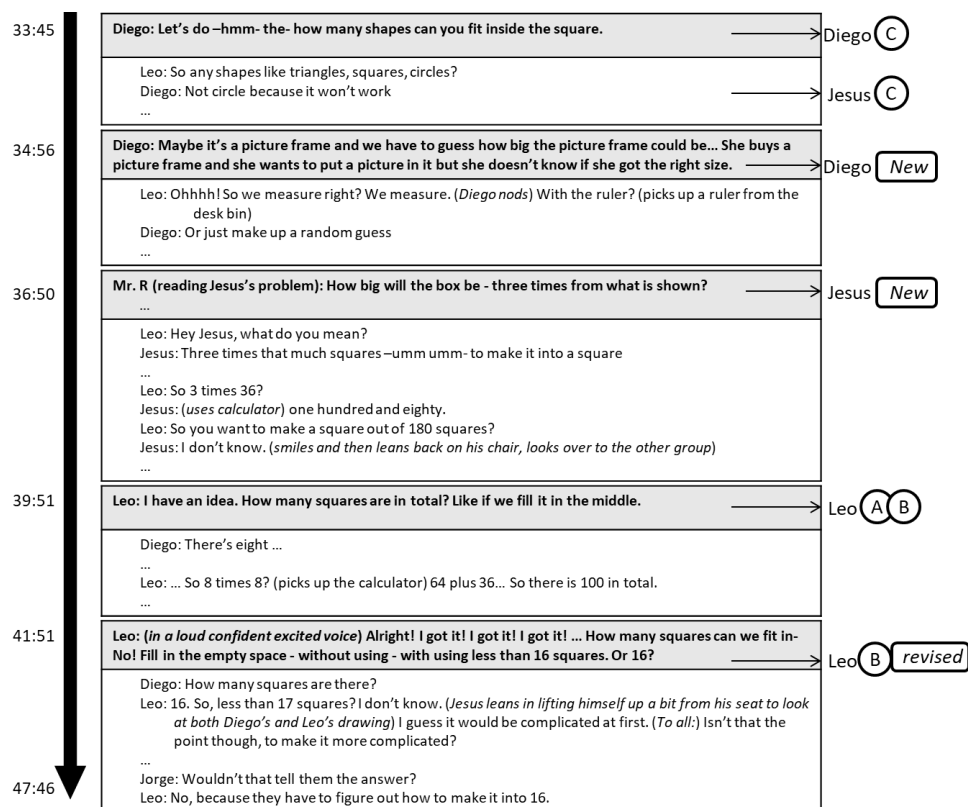 33:45
Diego: Let's do –hmm- the- how many shapes can you fit inside the square.
Diego C
Leo: So any shapes like triangles, squares, circles?
Diego: Not circle because it won't work
Jesus C
...
34:56
Diego: Maybe it's a picture frame and we have to guess how big the picture frame could be... She buys a
picture frame and she wants to put a picture in it but she doesn't know if she got the right size.
Diego New
Leo: Ohhhh! So we measure right? We measure. (Diego nods) With the ruler? (picks up a ruler from the
desk bin)
Diego: Or just make up a random guess
...
36:50
Mr. R (reading Jesus's problem): How big will the box be - three times from what is shown?
Jesus New
...
Leo: Hey Jesus, what do you mean?
Jesus: Three times that much squares –umm umm- to make it into a square
...
Leo: So 3 times 36?
Jesus: (uses calculator) one hundred and eighty.
Leo: So you want to make a square out of 180 squares?
Jesus: I don't know. (smiles and then leans back on his chair, looks over to the other group)
...
39:51
Leo: I have an idea. How many squares are in total? Like if we fill it in the middle.
Leo A B
Diego: There's eight ...
...
Leo: ... So 8 times 8? (picks up the calculator) 64 plus 36... So there is 100 in total.
...
41:51
Leo: (in a loud confident excited voice) Alright! I got it! I got it! I got it! ... How many squares can we fit in-
No! Fill in the empty space - without using - with using less than 16 squares. Or 16?
Leo B revised
Diego: How many squares are there?
Leo: 16. So, less than 17 squares? I don't know. (Jesus leans in lifting himself up a bit from his seat to look
at both Diego's and Leo's drawing) I guess it would be complicated at first. (To all:) Isn't that the
point though, to make it more complicated?
...
Jorge: Wouldn't that tell them the answer?
47:46
Leo: No, because they have to figure out how to make it into 16.